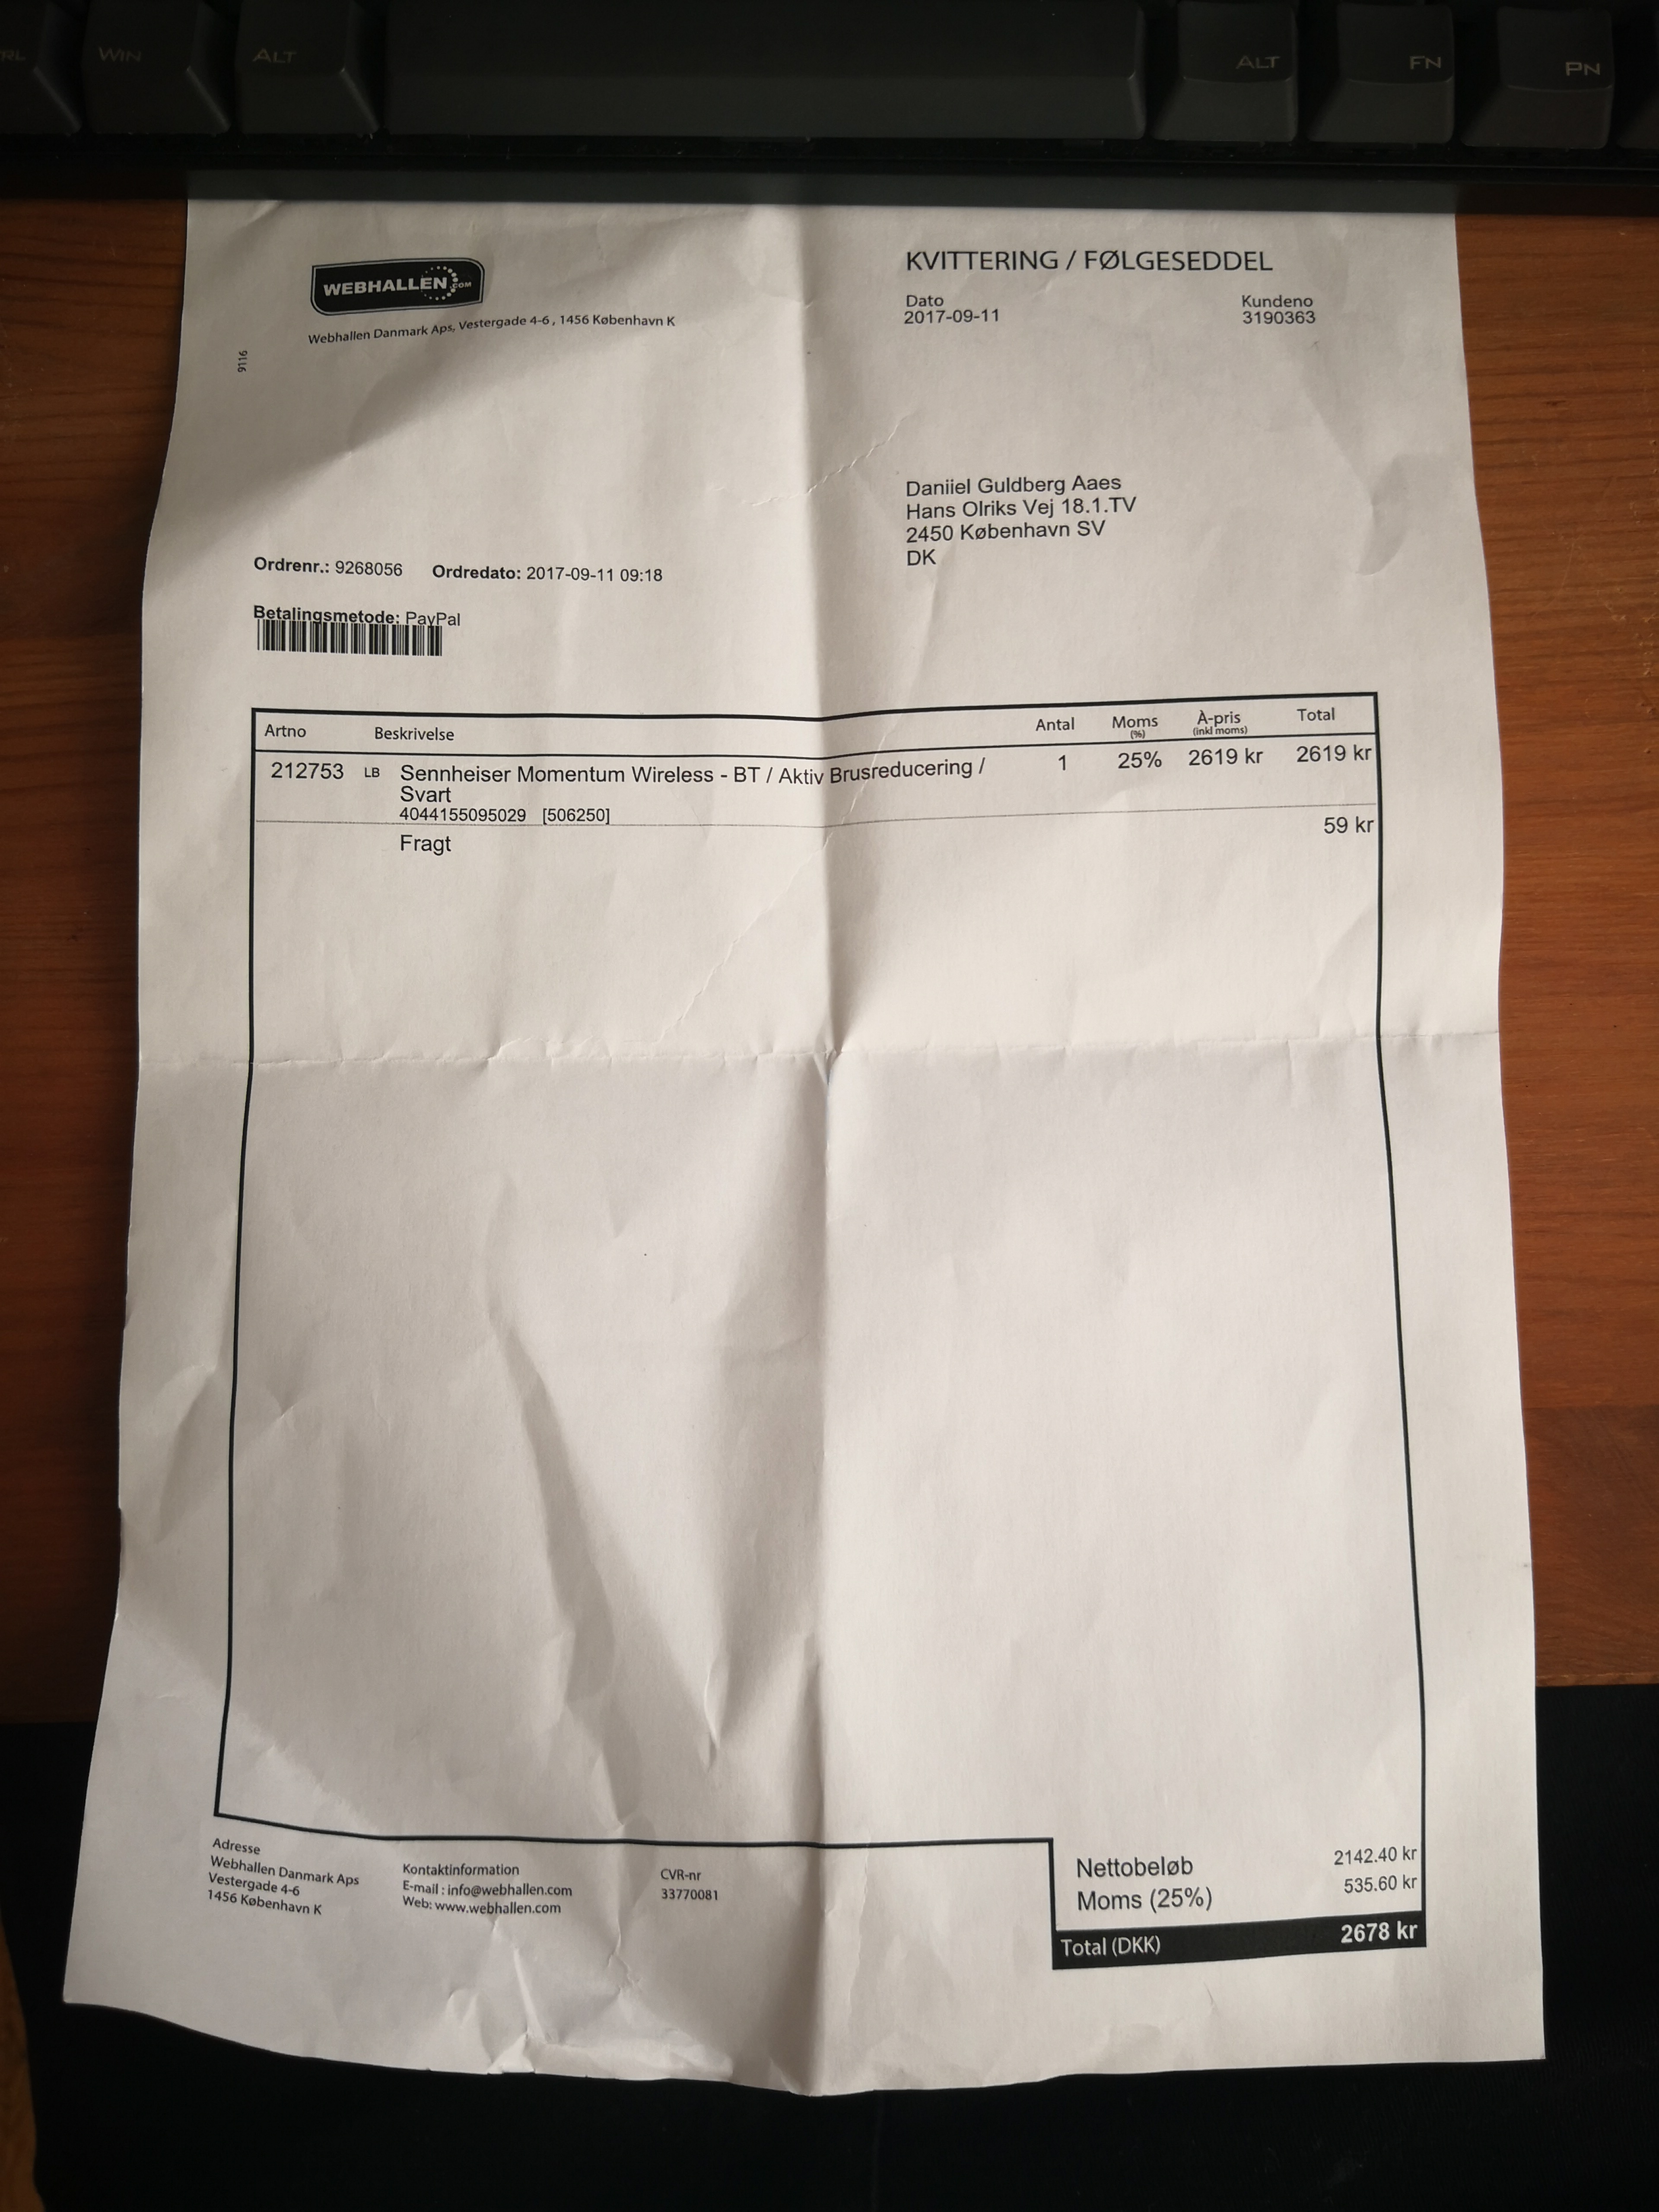 WIN
ALT
ALT
FN
PN
WEBHALLEN.COM
Webhallen Danmark Aps, Vestergade 4-6 , 1456 København K
9116
KVITTERING / FØLGESEDDEL
Dato
2017-09-11
Kundeno
3190363
Daniiel Guldberg Aaes
Hans Olriks Vej 18.1.TV
2450 København SV
DK
Ordrenr.: 9268056 Ordredato: 2017-09-11 09:18
Betalingsmetode: PayPal
Artno Beskrivelse Antal Moms (%) À-pris (inkl moms) Total
212753 LB Sennheiser Momentum Wireless - BT / Aktiv Brusreducering / 1 25% 2619 kr 2619 kr
Svart
4044155095029 [506250]
Fragt 59 kr
Adresse
Webhallen Danmark Aps
Vestergade 4-6
1456 København K
Kontaktinformation
E-mail : info@webhallen.com
Web: www.webhallen.com
CVR-nr
33770081
Nettobeløb 2142.40 kr
Moms (25%) 535.60 kr
Total (DKK) 2678 kr